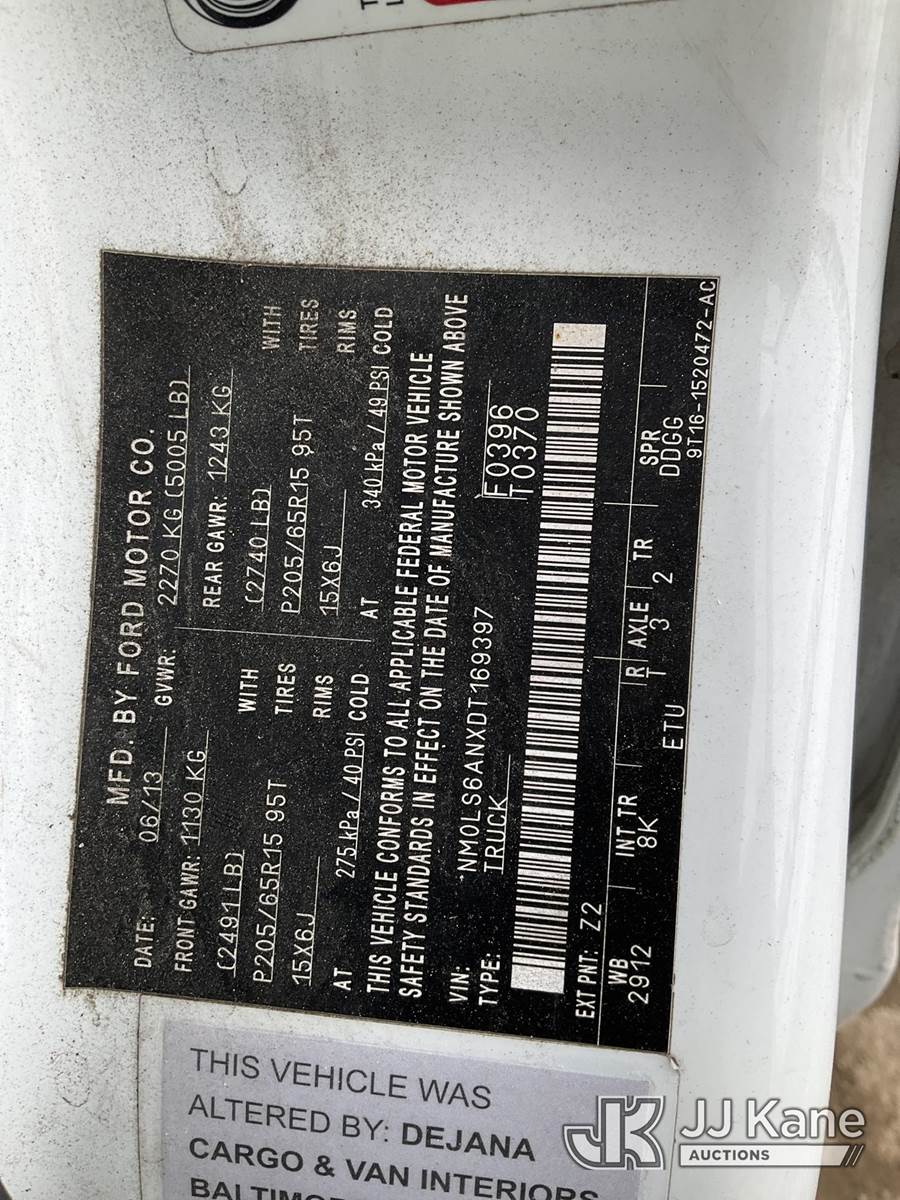 MFD. BY FORD MOTOR CO.
DATE: 06/13 GVWR: 2270 KG (5005 LB)
FRONT GAWR: 1130 KG REAR GAWR: 1243 KG
(2491LB) WITH (2740LB) WITH
P205/65R15 95T TIRES P205/65R15 95T TIRES
15X6J RIMS 15X6J RIMS
AT 275 kPa / 40 PSI COLD AT 340 kPa / 49 PSI COLD
THIS VEHICLE CONFORMS TO ALL APPLICABLE FEDERAL MOTOR VEHICLE
SAFETY STANDARDS IN EFFECT ON THE DATE OF MANUFACTURE SHOWN ABOVE
VIN: NM0LS6ANXDT169397
TYPE: TRUCK F0396
T0370
EXT PNT: Z2
WB INT TR R AXLE TR SPR
2912 8K T 3 2 DDGG
ETU 9T16-1520472-AC
THIS VEHICLE WAS
ALTERED BY: DEJANA
CARGO & VAN INTERIORS
JJ Kane
AUCTIONS